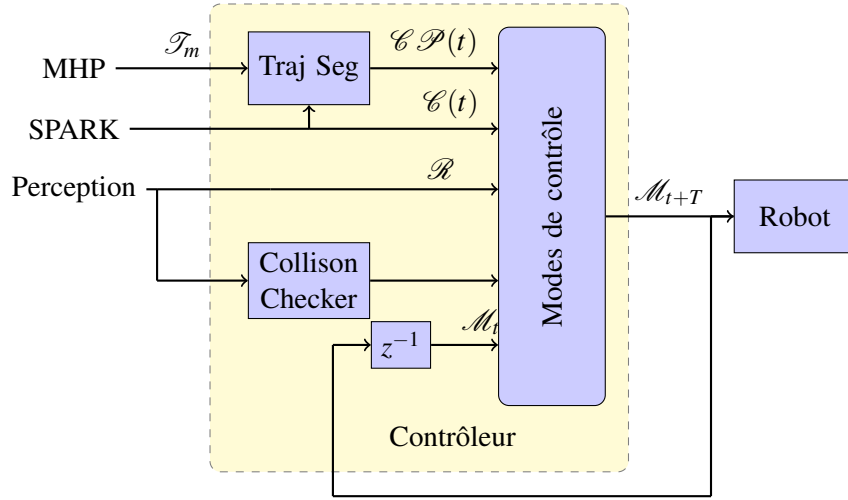 MHP
𝒯m
Traj Seg
𝒞𝒫(t)
SPARK
𝒞(t)
Perception
ℛ
Collison
Checker
z−1
ℳt
Modes de contrôle
ℳt+T
Robot
Contrôleur